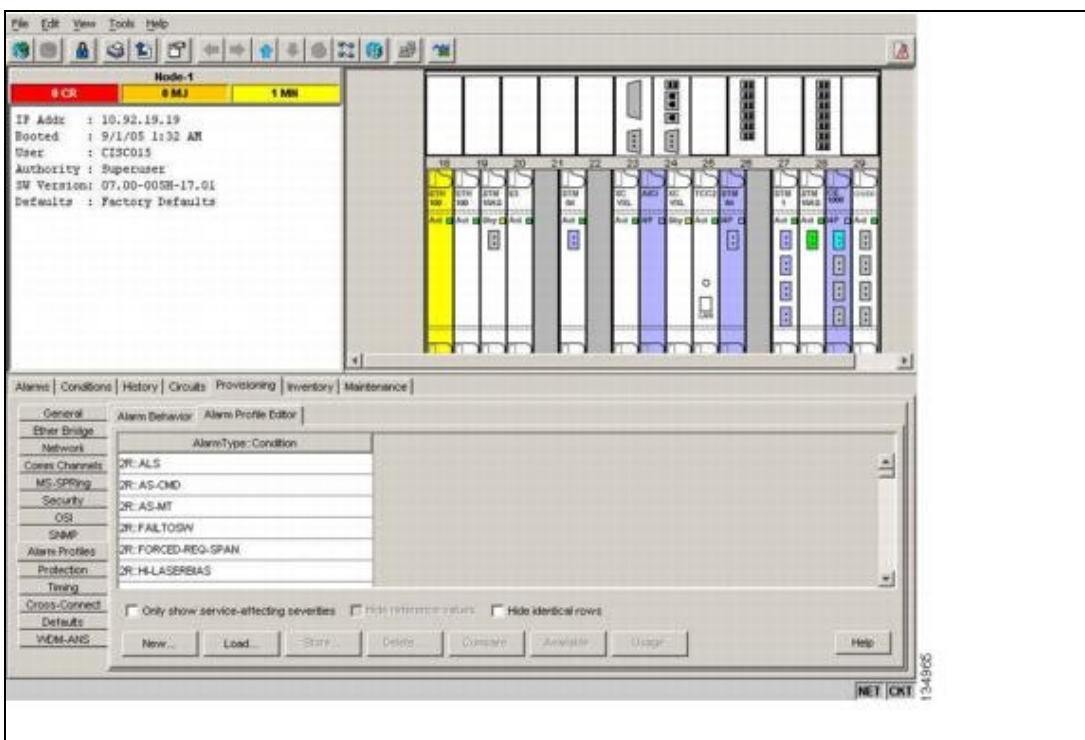 File Edit View Tools Help
Node-1
0 CR 0 MJ 1 MN
IP Addr : 10.92.19.19
Booted : 9/1/05 1:32 AM
User : CISCO15
Authority : Superuser
SW Version: 07.00-005H-17.01
Defaults : Factory Defaults
18 19 20 21 22 23 24 25 26 27 28 29
Alarms Conditions History Circuits Provisioning Inventory Maintenance
General
Ether Bridge
Network
Comms Channels
MS-SPRing
Security
OSI
SNMP
Alarm Profiles
Protection
Timing
Cross-Connect
Defaults
WDM-ANS
Alarm Behavior Alarm Profile Editor
AlarmType::Condition
2R::ALS
2R::AS-CMD
2R::AS-MT
2R::FAILTOSW
2R::FORCED-REQ-SPAN
2R::HI-LASERBIAS
Only show service-affecting severities Hide reference values Hide identical rows
New... Load... Store... Delete... Compare Available Usage... Help
NET CKT
134965